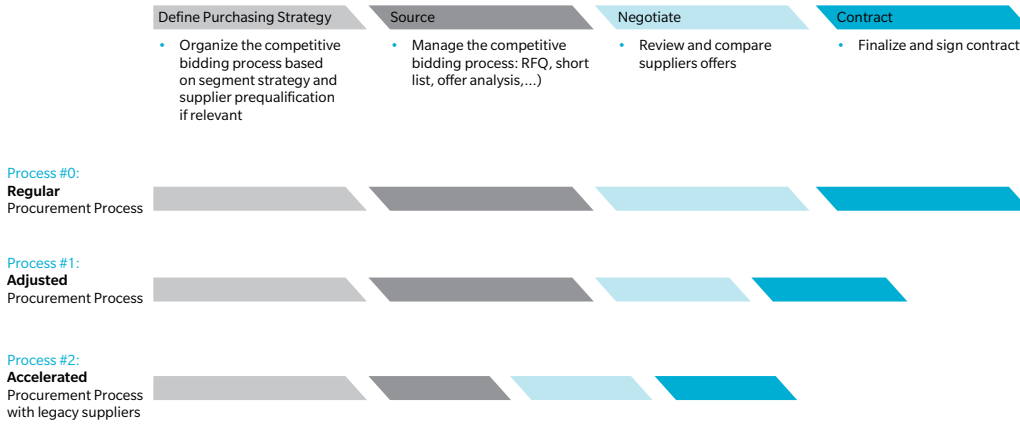 Define Purchasing Strategy
Source
Negotiate
Contract
• Organize the competitive
bidding process based
on segment strategy and
supplier prequalification
if relevant
• Manage the competitive
bidding process: RFQ, short
list, offer analysis,...)
• Review and compare
suppliers offers
• Finalize and sign contract
Process #0:
Regular
Procurement Process
Process #1:
Adjusted
Procurement Process
Process #2:
Accelerated
Procurement Process
with legacy suppliers